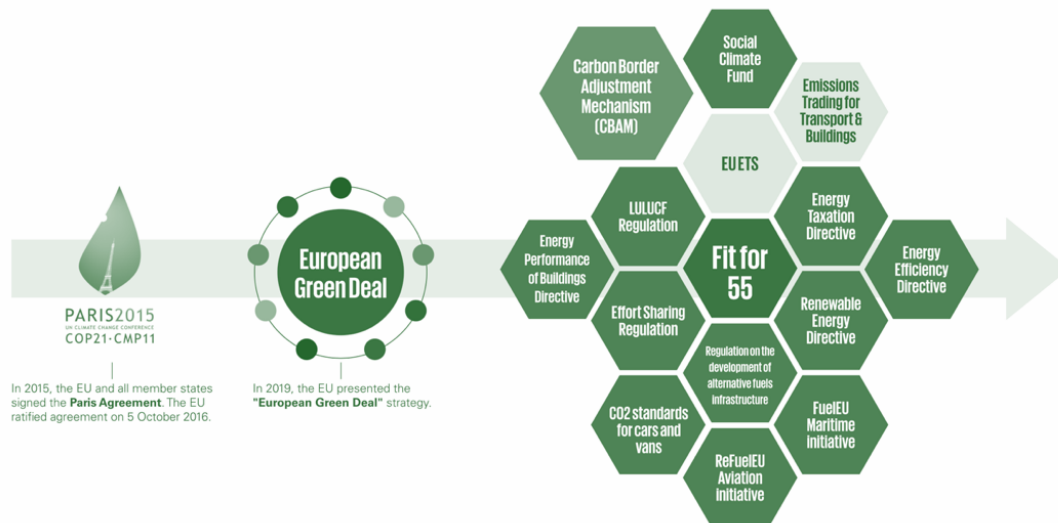 PARIS2015
UN CLIMATE CHANGE CONFERENCE
COP21·CMP11
In 2015, the EU and all member states
signed the Paris Agreement. The EU
ratified agreement on 5 October 2016.
European
Green Deal
In 2019, the EU presented the
"European Green Deal" strategy.
Carbon Border
Adjustment
Mechanism
(CBAM)
Social
Climate
Fund
Emissions
Trading for
Transport &
Buildings
EU ETS
LULUCF
Regulation
Energy
Taxation
Directive
Energy
Performance
of Buildings
Directive
Fit for
55
Energy
Efficiency
Directive
Effort Sharing
Regulation
Renewable
Energy
Directive
Regulation on the
development of
alternative fuels
infrastructure
CO2 standards
for cars and
vans
FuelEU
Maritime
initiative
ReFuelEU
Aviation
initiative